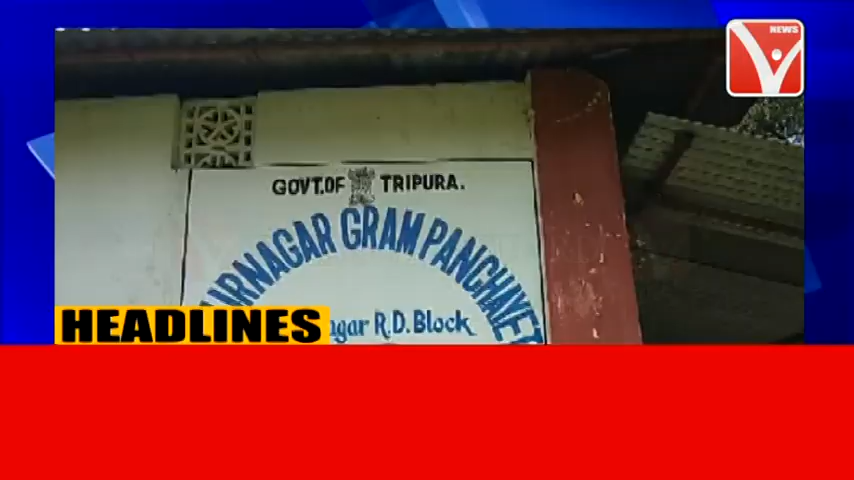 NEWS
GOVT.OF TRIPURA.
GRAM PANCHAYET
R.D. Block
HEADLINES